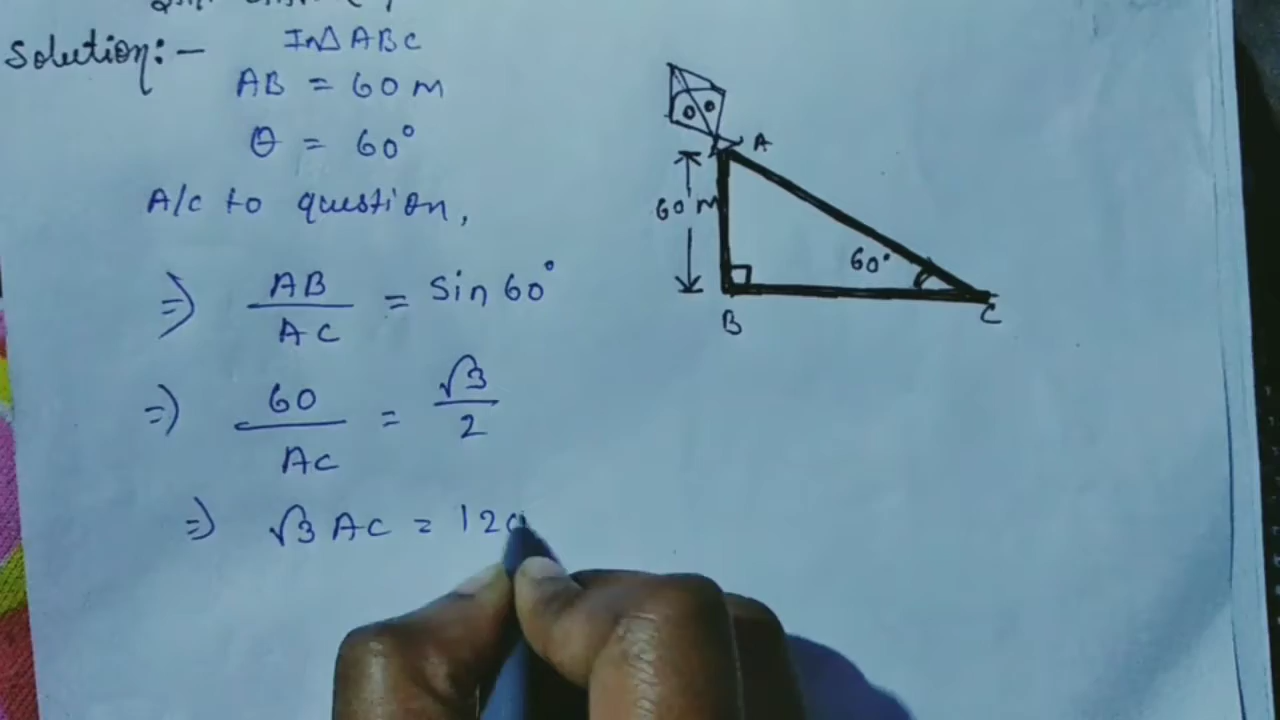 Solution:-
In△ABC
AB = 60 m
θ = 60°
A/c to question,
⇒ AB/AC = Sin 60°
⇒ 60/AC = √3/2
⇒ √3 AC = 120
A
60 m
60°
B
C